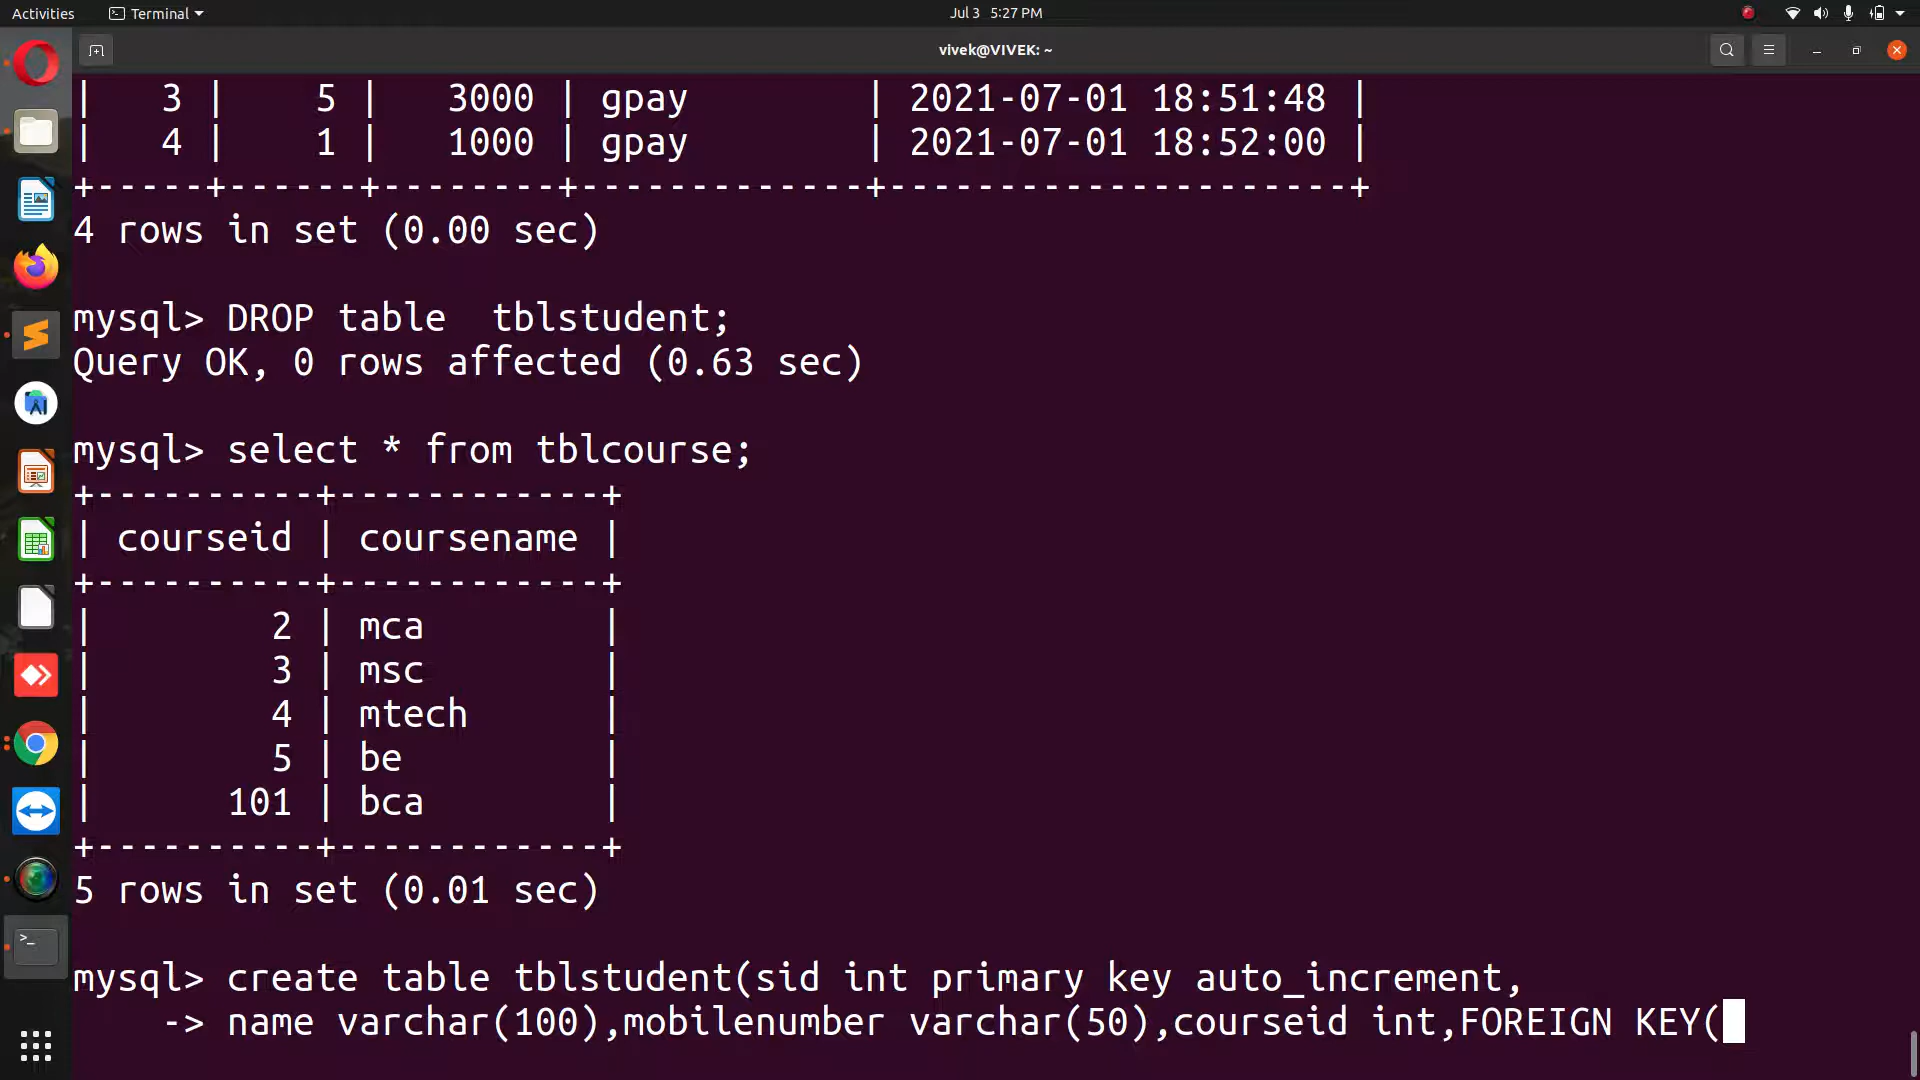 Activities Terminal Jul 3 5:27 PM
vivek@VIVEK: ~
| 3 | 5 | 3000 | gpay | 2021-07-01 18:51:48 |
| 4 | 1 | 1000 | gpay | 2021-07-01 18:52:00 |
+-----+------+--------+-------------+---------------------+
4 rows in set (0.00 sec)
mysql> DROP table  tblstudent;
Query OK, 0 rows affected (0.63 sec)
mysql> select * from tblcourse;
+----------+------------+
| courseid | coursename |
+----------+------------+
| 2 | mca |
| 3 | msc |
| 4 | mtech |
| 5 | be |
| 101 | bca |
+----------+------------+
5 rows in set (0.01 sec)
mysql> create table tblstudent(sid int primary key auto_increment,
-> name varchar(100),mobilenumber varchar(50),courseid int,FOREIGN KEY(